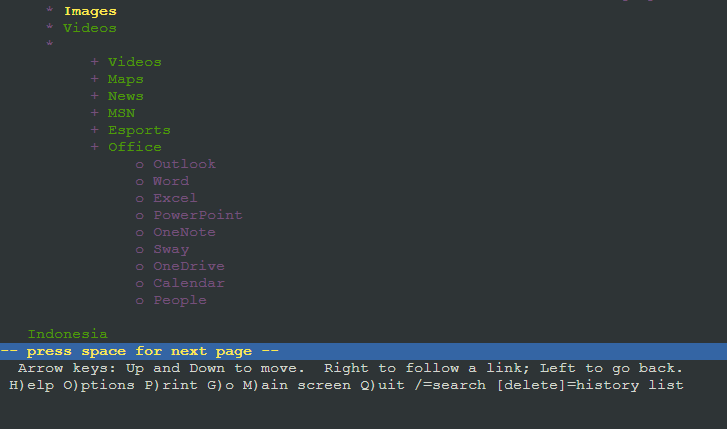 * Images
* Videos
*
+ Videos
+ Maps
+ News
+ MSN
+ Esports
+ Office
o Outlook
o Word
o Excel
o PowerPoint
o OneNote
o Sway
o OneDrive
o Calendar
o People
Indonesia
-- press space for next page --
Arrow keys: Up and Down to move.  Right to follow a link; Left to go back.
H)elp O)ptions P)rint G)o M)ain screen Q)uit /=search [delete]=history list